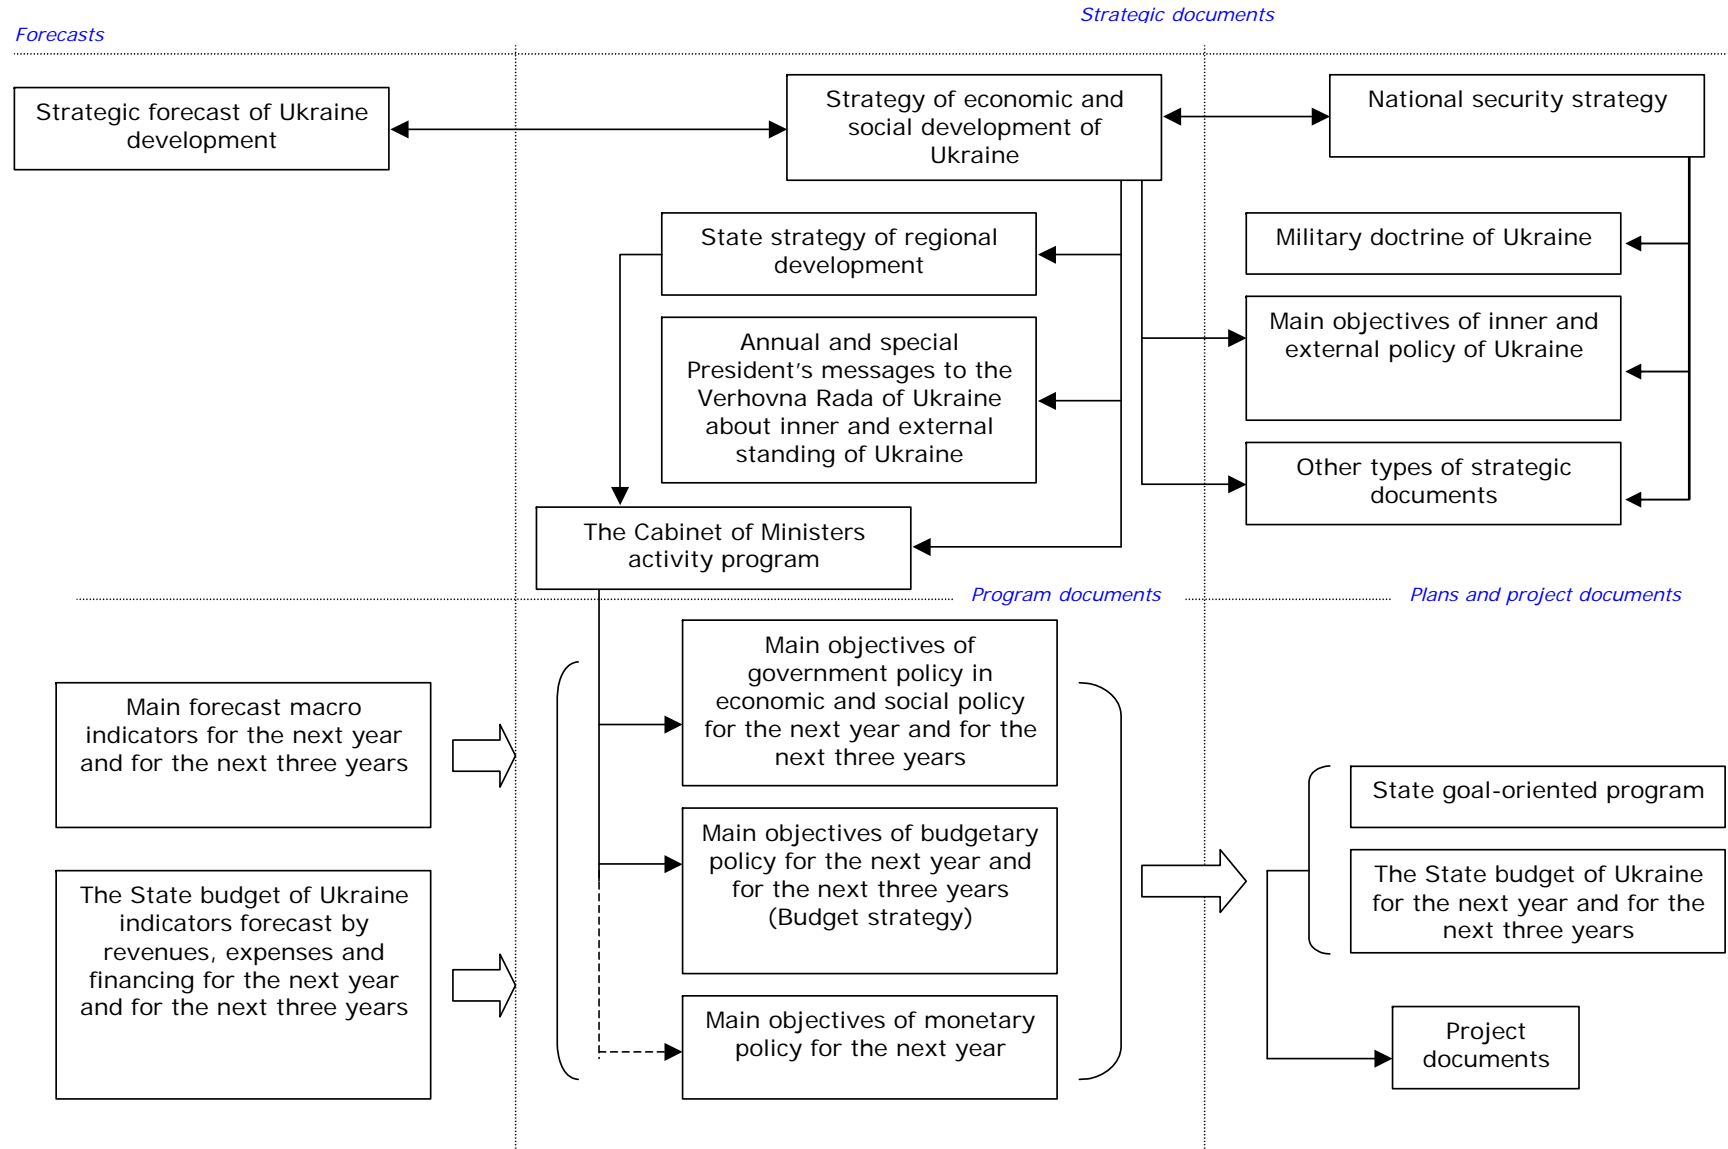 Strategic documents
Forecasts
Strategic forecast of Ukraine
development
Strategy of economic and
social development of
Ukraine
National security strategy
State strategy of regional
development
Military doctrine of Ukraine
Annual and special
President's messages to the
Verhovna Rada of Ukraine
about inner and external
standing of Ukraine
Main objectives of inner and
external policy of Ukraine
Other types of strategic
documents
The Cabinet of Ministers
activity program
Program documents
Plans and project documents
Main forecast macro
indicators for the next year
and for the next three years
The State budget of Ukraine
indicators forecast by
revenues, expenses and
financing for the next year
and for the next three years
Main objectives of
government policy in
economic and social policy
for the next year and for the
next three years
Main objectives of budgetary
policy for the next year and
for the next three years
(Budget strategy)
Main objectives of monetary
policy for the next year
State goal-oriented program
The State budget of Ukraine
for the next year and for the
next three years
Project
documents